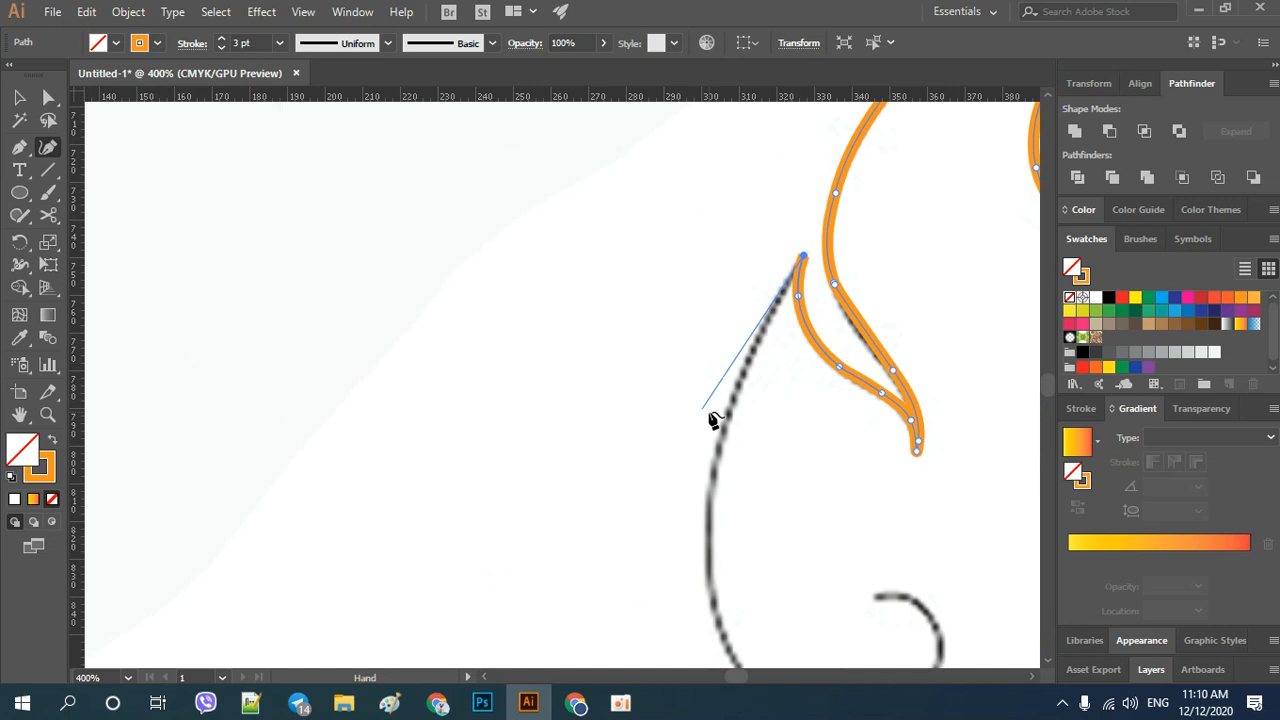 Ai File Edit Object Type Select Effect View Window Help Br St Essentials Search Adobe Stock
Path Stroke: 3 pt Uniform Basic Opacity: 100% Style: Transform
Untitled-1* @ 400% (CMYK/GPU Preview) ×
Transform Align Pathfinder
140 150 160 170 180 190 200 210 220 230 240 250 260 270 280 290 300 310 320 330 340 350 360 370 380
Shape Modes:
Expand
Pathfinders:
Color Color Guide Color Themes
Swatches Brushes Symbols
Stroke Gradient Transparency
Type:
Stroke:
Opacity:
Location:
Libraries Appearance Graphic Styles
Asset Export Layers Artboards
400% 1 Hand
14 Ps Ai ENG 11:10 AM 12/12/2020